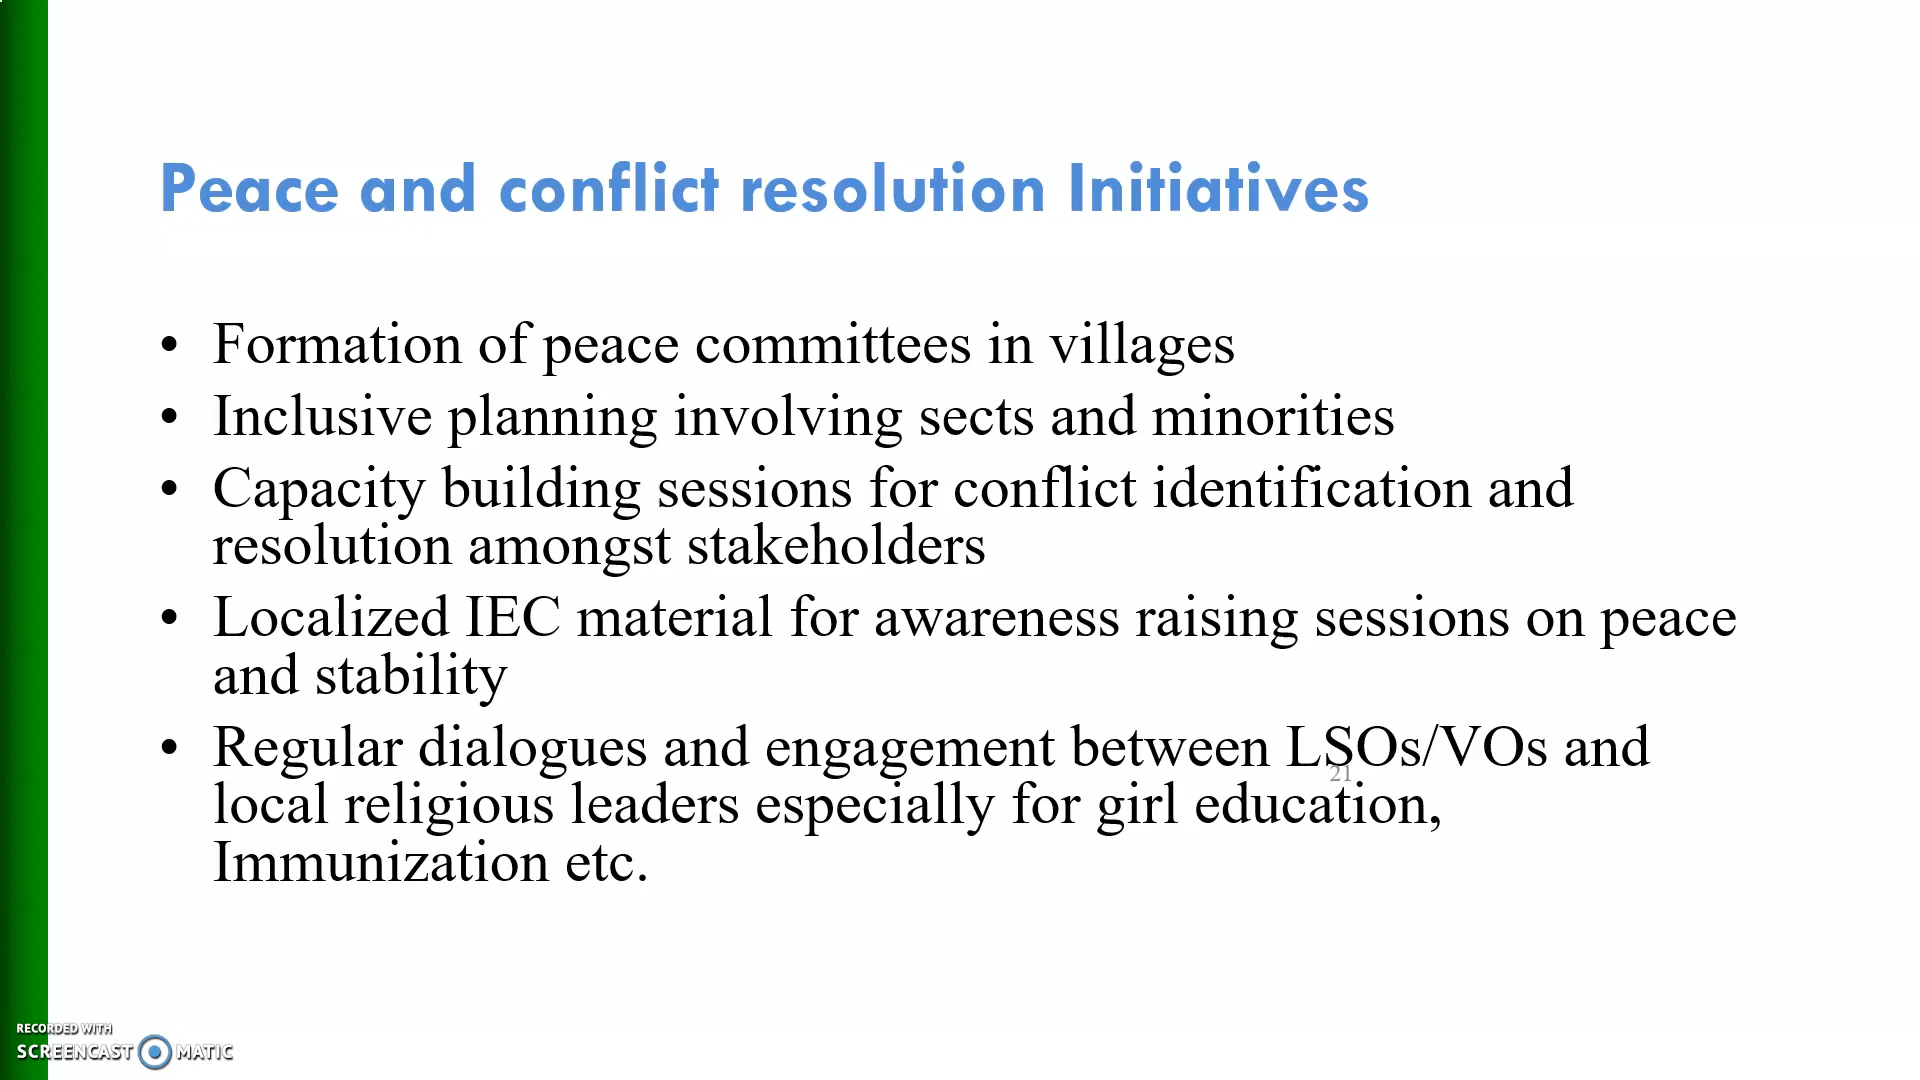 Peace and conflict resolution Initiatives
• Formation of peace committees in villages
• Inclusive planning involving sects and minorities
• Capacity building sessions for conflict identification and
resolution amongst stakeholders
• Localized IEC material for awareness raising sessions on peace
and stability
• Regular dialogues and engagement between LSOs/VOs and
21
local religious leaders especially for girl education,
Immunization etc.
RECORDED WITH
SCREENCAST MATIC